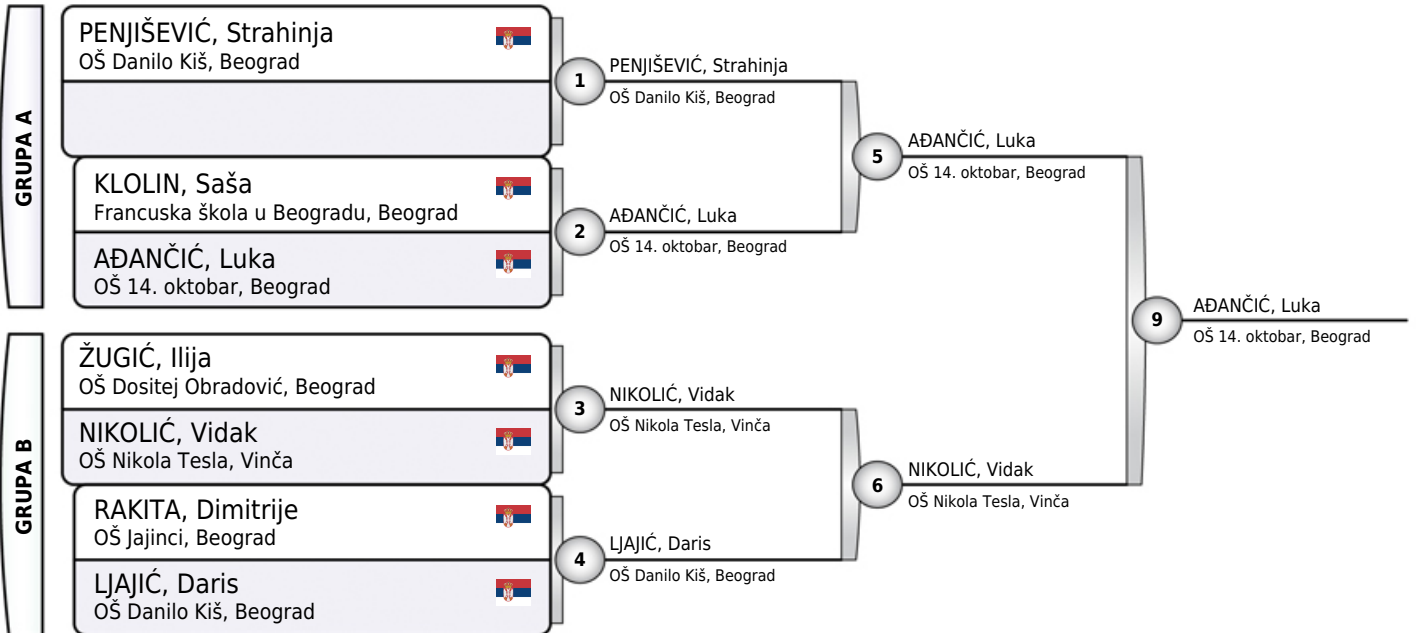 GRUPA A
PENJIŠEVIĆ, Strahinja
OŠ Danilo Kiš, Beograd
KLOLIN, Saša
Francuska škola u Beogradu, Beograd
AĐANČIĆ, Luka
OŠ 14. oktobar, Beograd
GRUPA B
ŽUGIĆ, Ilija
OŠ Dositej Obradović, Beograd
NIKOLIĆ, Vidak
OŠ Nikola Tesla, Vinča
RAKITA, Dimitrije
OŠ Jajinci, Beograd
LJAJIĆ, Daris
OŠ Danilo Kiš, Beograd
1
PENJIŠEVIĆ, Strahinja
OŠ Danilo Kiš, Beograd
2
AĐANČIĆ, Luka
OŠ 14. oktobar, Beograd
3
NIKOLIĆ, Vidak
OŠ Nikola Tesla, Vinča
4
LJAJIĆ, Daris
OŠ Danilo Kiš, Beograd
5
AĐANČIĆ, Luka
OŠ 14. oktobar, Beograd
6
NIKOLIĆ, Vidak
OŠ Nikola Tesla, Vinča
9
AĐANČIĆ, Luka
OŠ 14. oktobar, Beograd